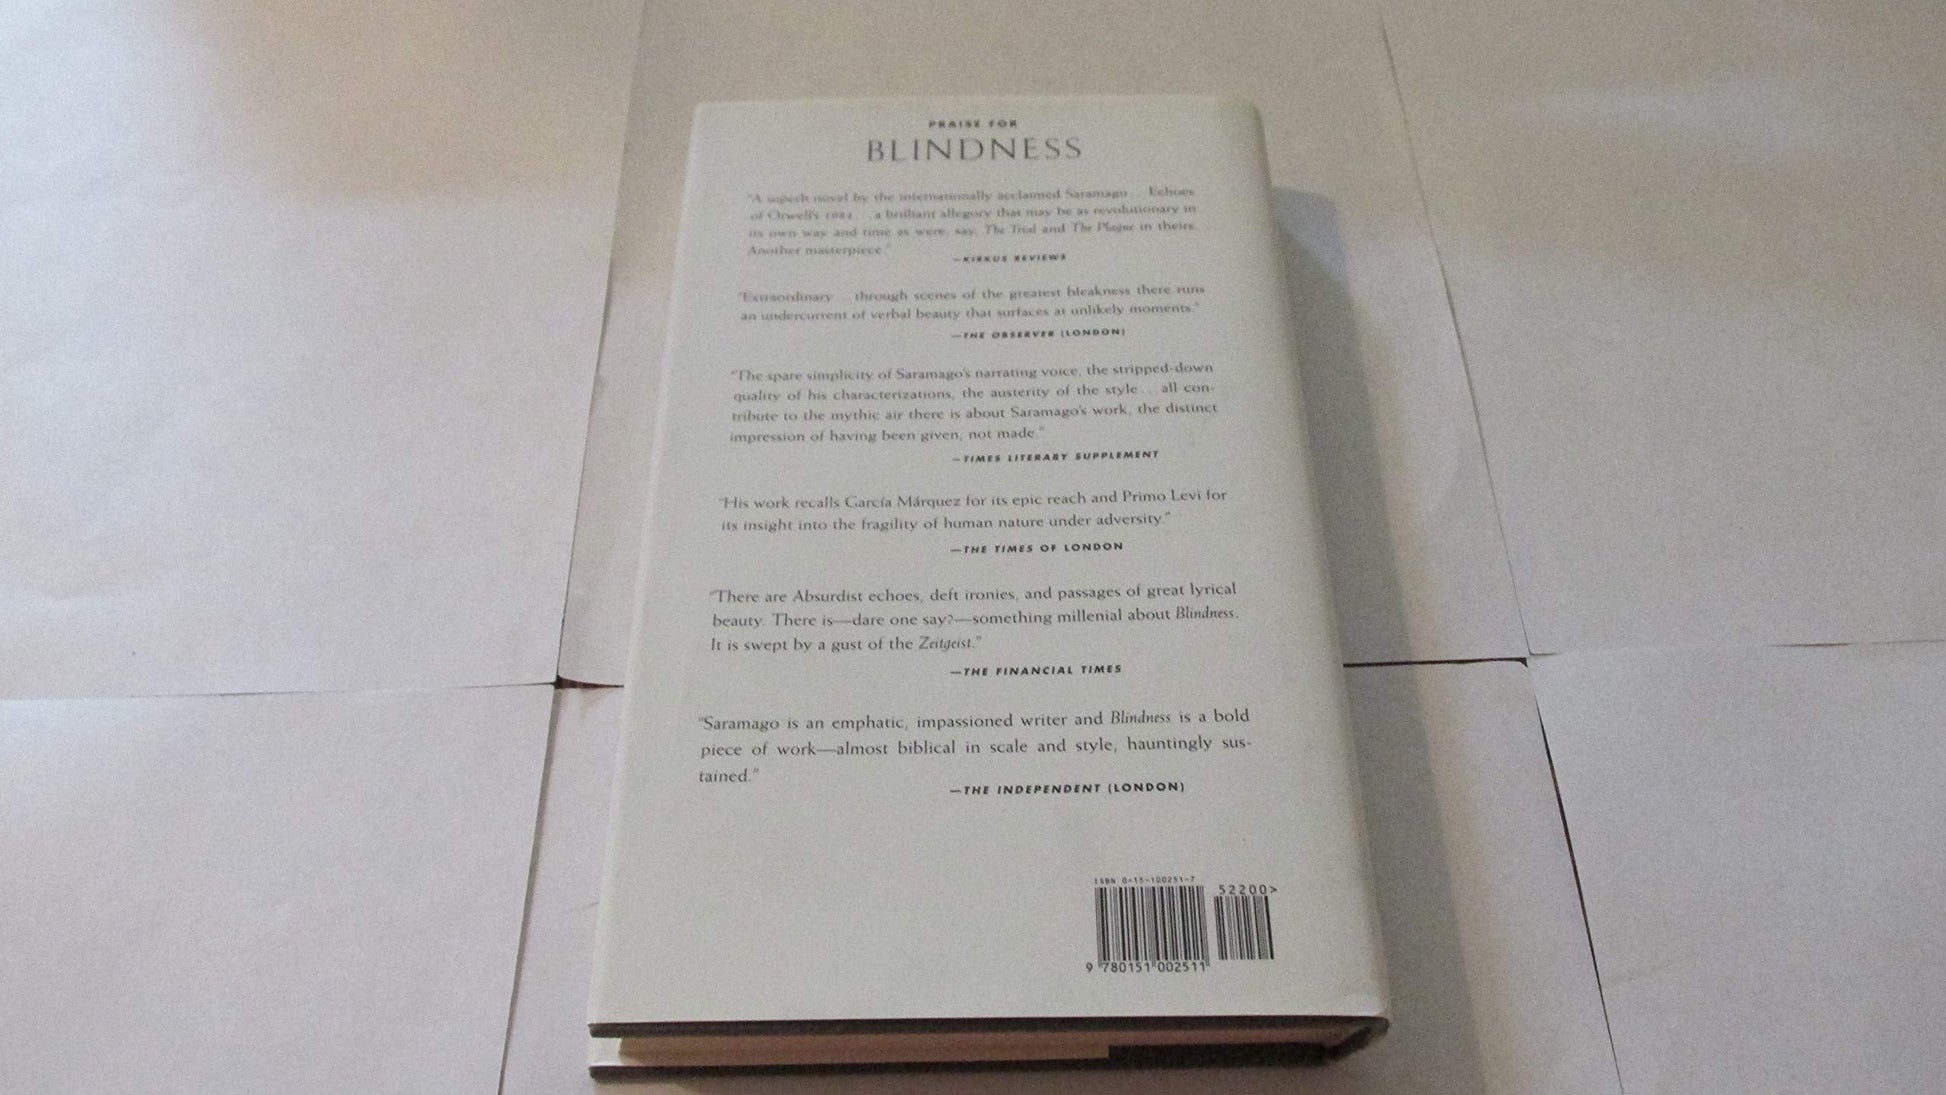 PRAISE FOR
BLINDNESS
"A superb novel by the internationally acclaimed Saramago . . . Echoes
of Orwell's 1984 . . . a brilliant allegory that may be as revolutionary in
its own way and time as were, say, The Trial and The Plague in theirs.
Another masterpiece."
—KIRKUS REVIEWS
"Extraordinary . . . through scenes of the greatest bleakness there runs
an undercurrent of verbal beauty that surfaces at unlikely moments."
—THE OBSERVER (LONDON)
"The spare simplicity of Saramago's narrating voice, the stripped-down
quality of his characterizations, the austerity of the style . . . all con-
tribute to the mythic air there is about Saramago's work, the distinct
impression of having been given, not made."
—TIMES LITERARY SUPPLEMENT
"His work recalls García Márquez for its epic reach and Primo Levi for
its insight into the fragility of human nature under adversity."
—THE TIMES OF LONDON
"There are Absurdist echoes, deft ironies, and passages of great lyrical
beauty. There is—dare one say?—something millenial about Blindness.
It is swept by a gust of the Zeitgeist."
—THE FINANCIAL TIMES
"Saramago is an emphatic, impassioned writer and Blindness is a bold
piece of work—almost biblical in scale and style, hauntingly sus-
tained."
—THE INDEPENDENT (LONDON)
ISBN 0-15-100251-7
52200>
9 780151 002511